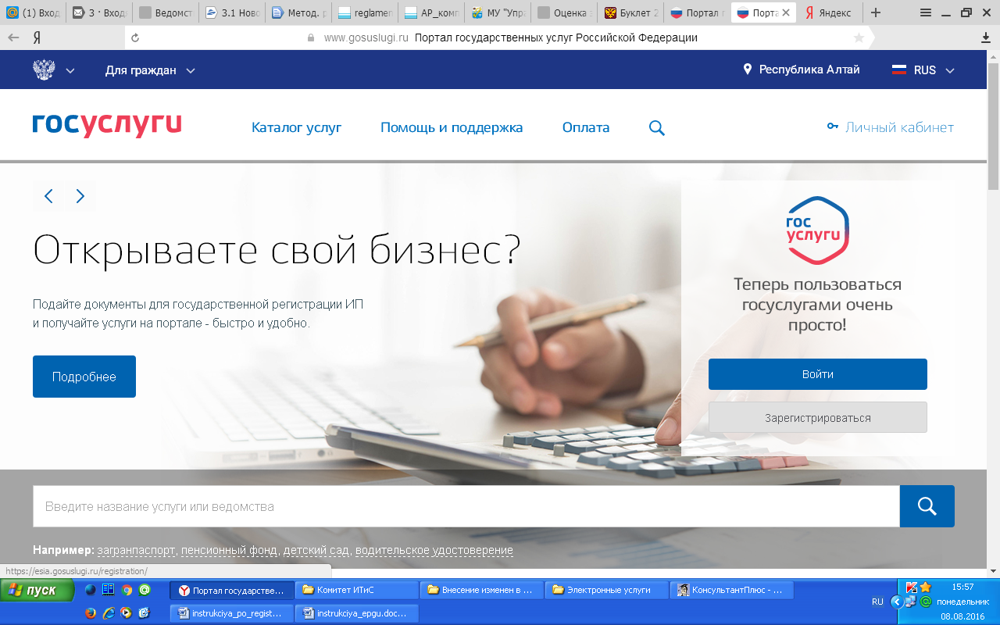 (1) Вход
3 · Вход
Ведомст
3.1 Ново
Метод. р
reglamer
АР_комп
МУ "Упра
Оценка з
Буклет 2
Портал г
Порта
Яндекс
www.gosuslugi.ru Портал государственных услуг Российской Федерации
Для граждан
Республика Алтай
RUS
госуслуги
Каталог услуг
Помощь и поддержка
Оплата
Личный кабинет
Открываете свой бизнес?
Подайте документы для государственной регистрации ИП
и получайте услуги на портале - быстро и удобно.
Подробнее
гос
услуги
Теперь пользоваться
госуслугами очень
просто!
Войти
Зарегистрироваться
Введите название услуги или ведомства
Например: загранпаспорт, пенсионный фонд, детский сад, водительское удостоверение
https://esia.gosuslugi.ru/registration/
пуск
Портал государстве...
Комитет ИТиС
Внесение изменен в ...
Электронные услуги
КонсультантПлюс - ...
instrukciya_po_regist...
instrukciya_epgu.doc...
RU
15:57
понедельник
08.08.2016